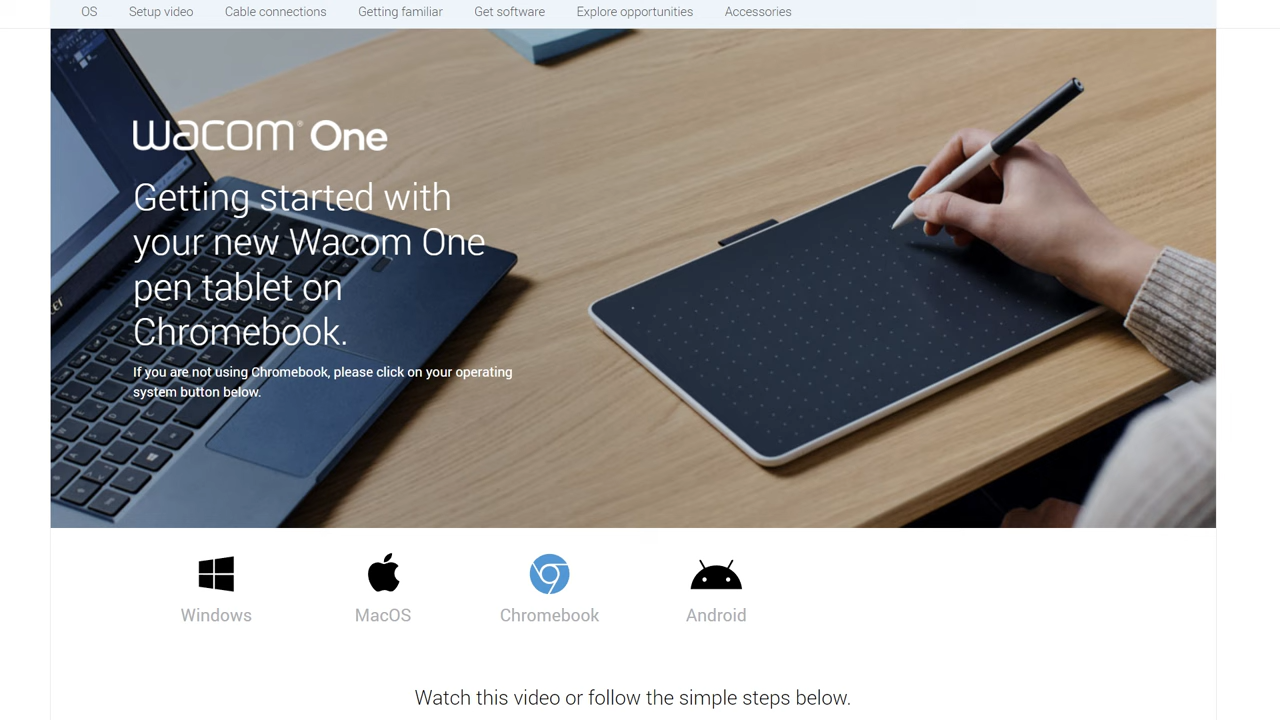 OS Setup video Cable connections Getting familiar Get software Explore opportunities Accessories
wacom® One
Getting started with
your new Wacom One
pen tablet on
Chromebook.
If you are not using Chromebook, please click on your operating
system button below.
Windows MacOS Chromebook Android
Watch this video or follow the simple steps below.